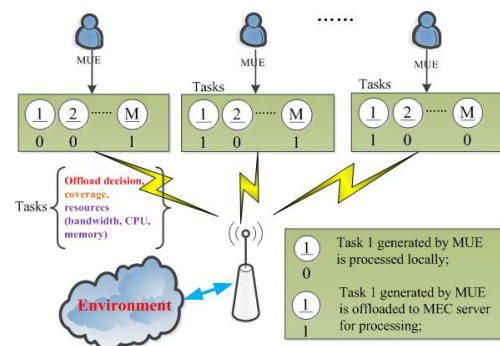 ......
MUE
MUE
MUE
Tasks
Tasks
1 2 ...... M
0 0 1
1 2 ...... M
1 0 1
1 2 ...... M
1 0 0
Tasks
Offload decision,
coverage,
resources
(bandwidth, CPU,
memory)
Environment
1
0
Task 1 generated by MUE
is processed locally;
1
1
Task 1 generated by MUE
is offloaded to MEC server
for processing;